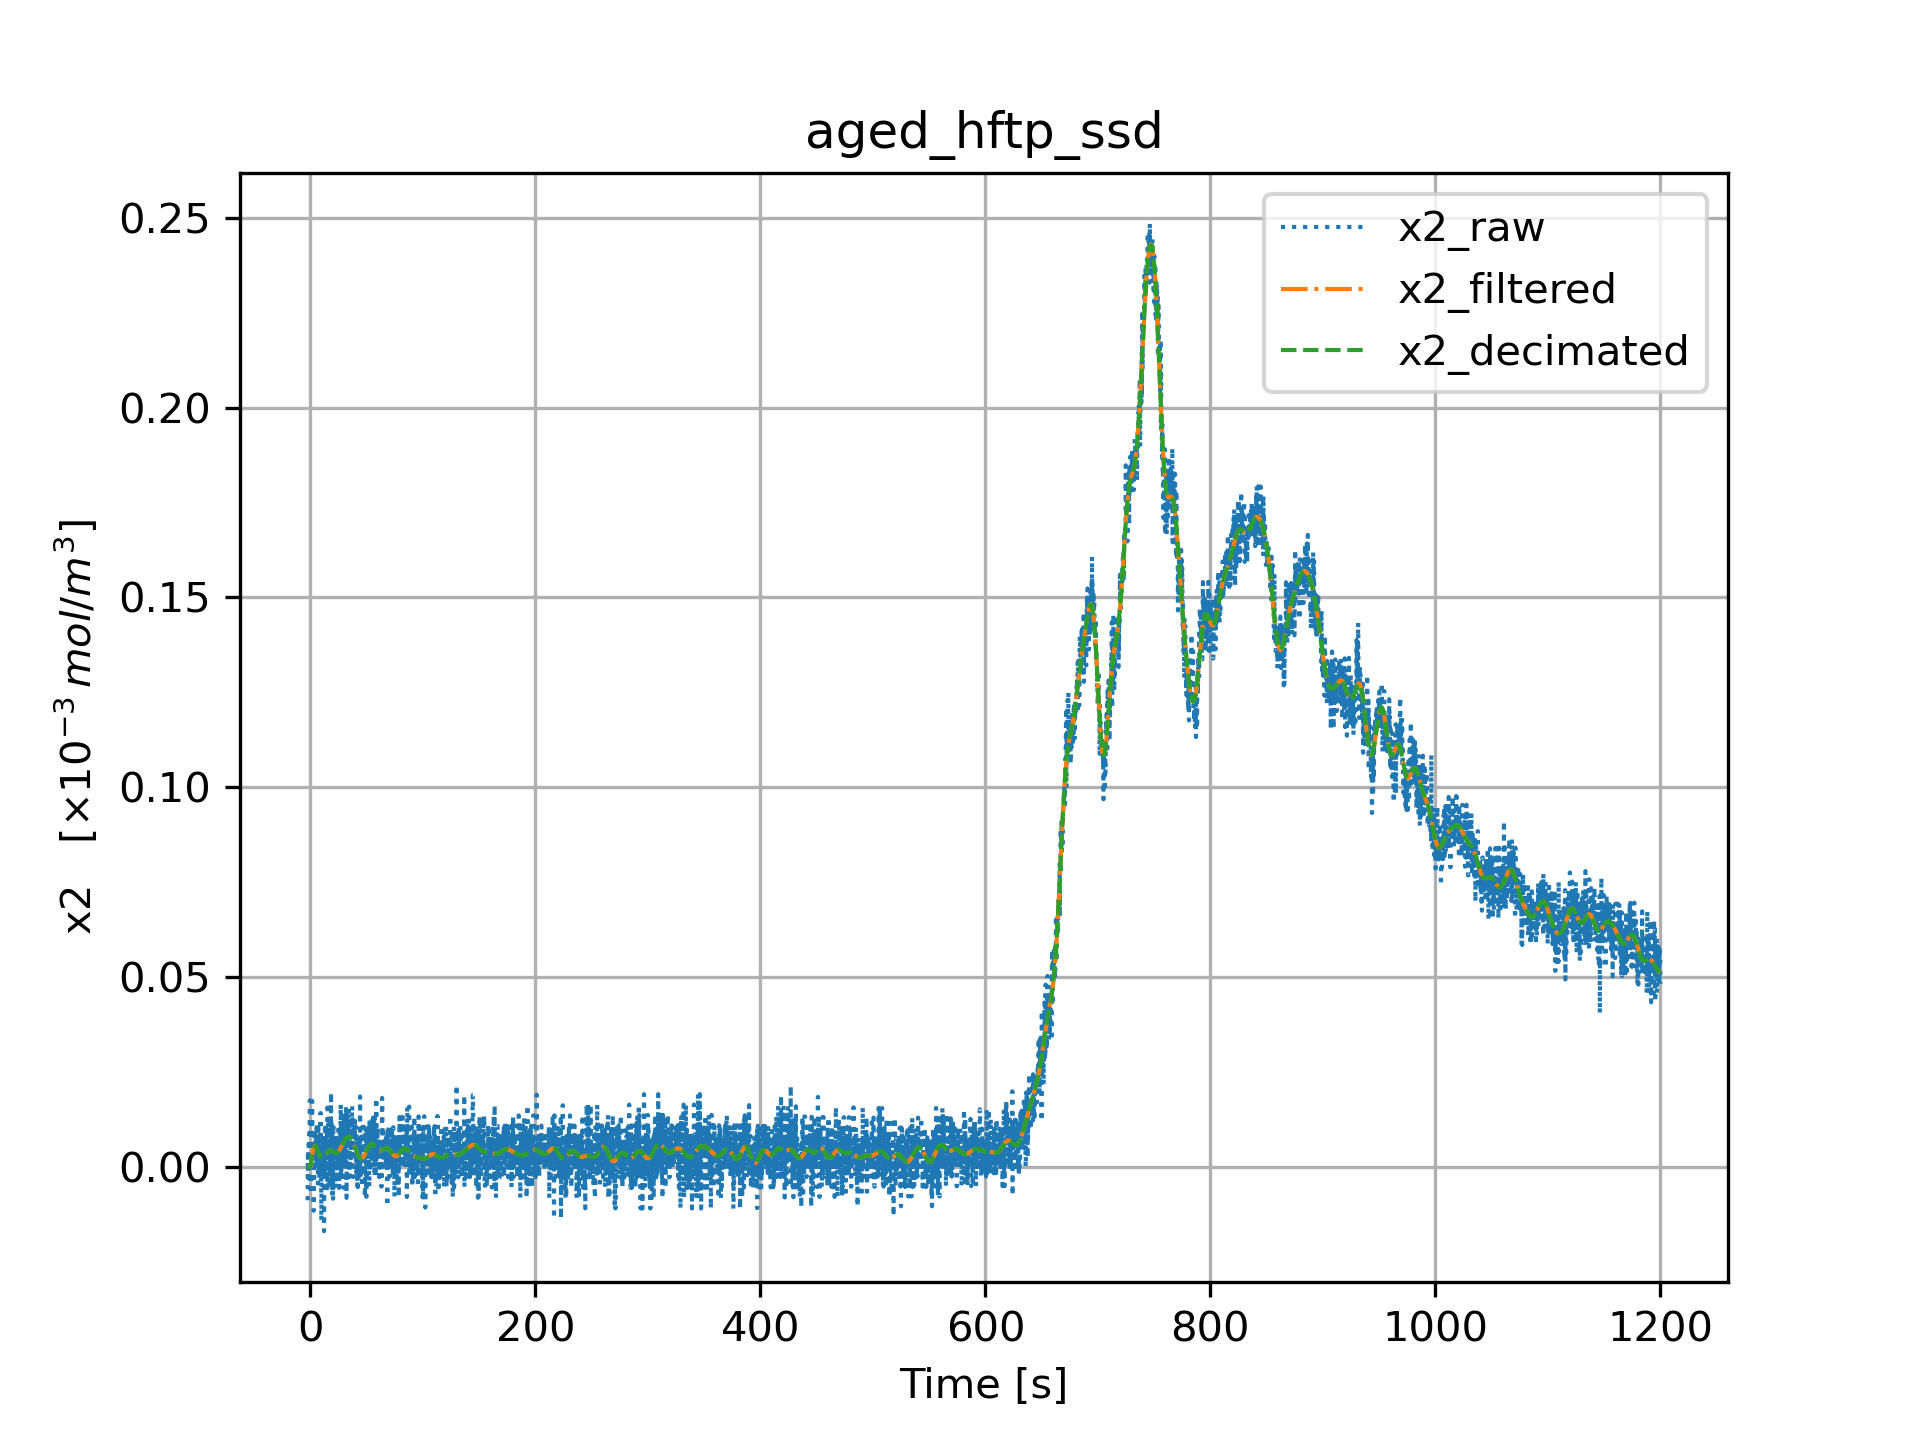 aged_hftp_ssd
x2_raw
x2_filtered
x2_decimated
0.25
0.20
0.15
0.10
0.05
0.00
x2 [×10⁻³ mol/m³]
0 200 400 600 800 1000 1200
Time [s]